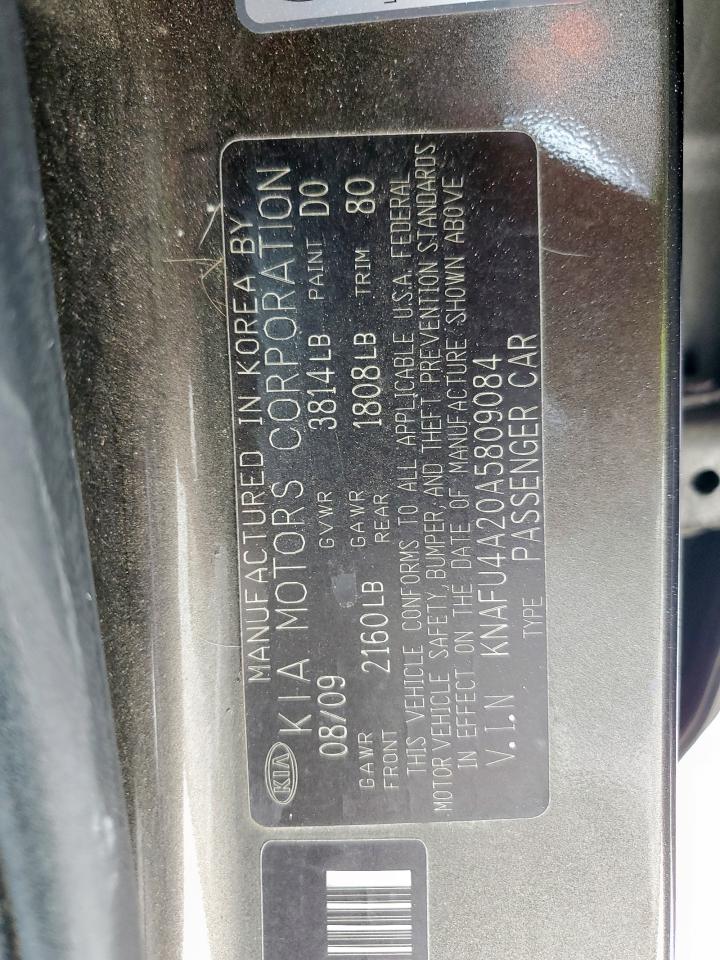 MANUFACTURED IN KOREA BY
KIA KIA MOTORS CORPORATION
08/09 GVWR 3814LB PAINT D0
GAWR FRONT 2160LB GAWR REAR 1808LB TRIM 80
THIS VEHICLE CONFORMS TO ALL APPLICABLE U.S.A. FEDERAL
MOTOR VEHICLE SAFETY, BUMPER, AND THEFT PREVENTION STANDARDS
IN EFFECT ON THE DATE OF MANUFACTURE SHOWN ABOVE
V.I.N KNAFU4A20A5809084
TYPE PASSENGER CAR